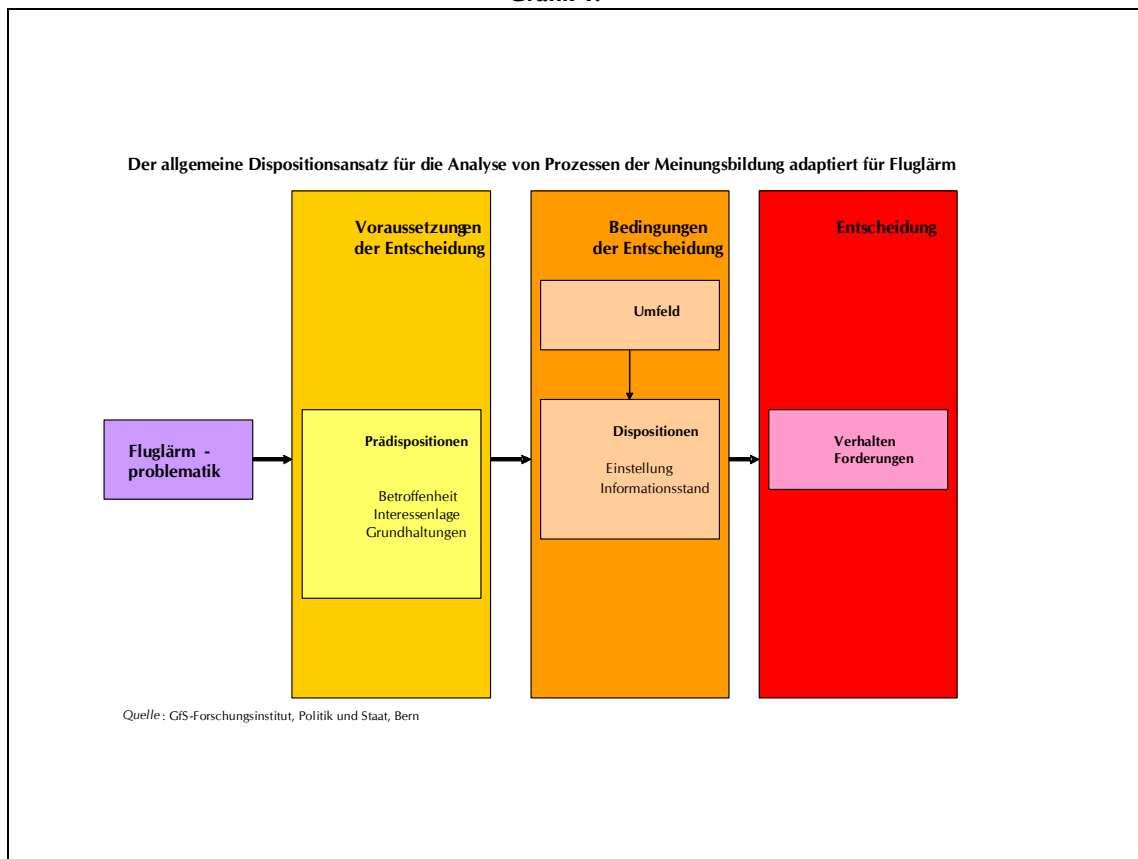 Der allgemeine Dispositionsansatz für die Analyse von Prozessen der Meinungsbildung adaptiert für Fluglärm
Fluglärm -
problematik
Voraussetzungen
der Entscheidung
Prädispositionen
Betroffenheit
Interessenlage
Grundhaltungen
Bedingungen
der Entscheidung
Umfeld
Dispositionen
Einstellung
Informationsstand
Entscheidung
Verhalten
Forderungen
Quelle : GfS-Forschungsinstitut, Politik und Staat, Bern